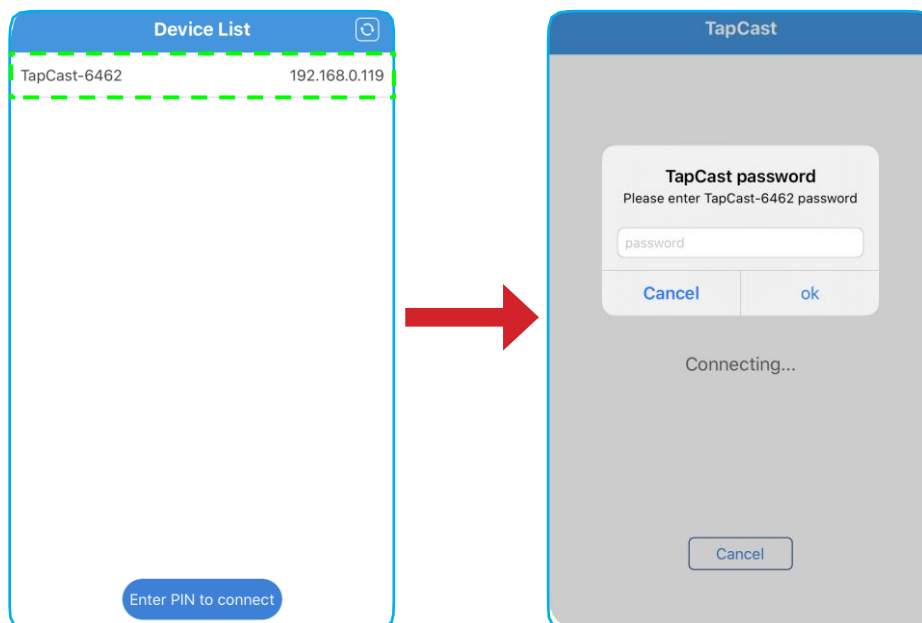 Device List
TapCast-6462 192.168.0.119
Enter PIN to connect
TapCast
TapCast password
Please enter TapCast-6462 password
password
Cancel ok
Connecting...
Cancel